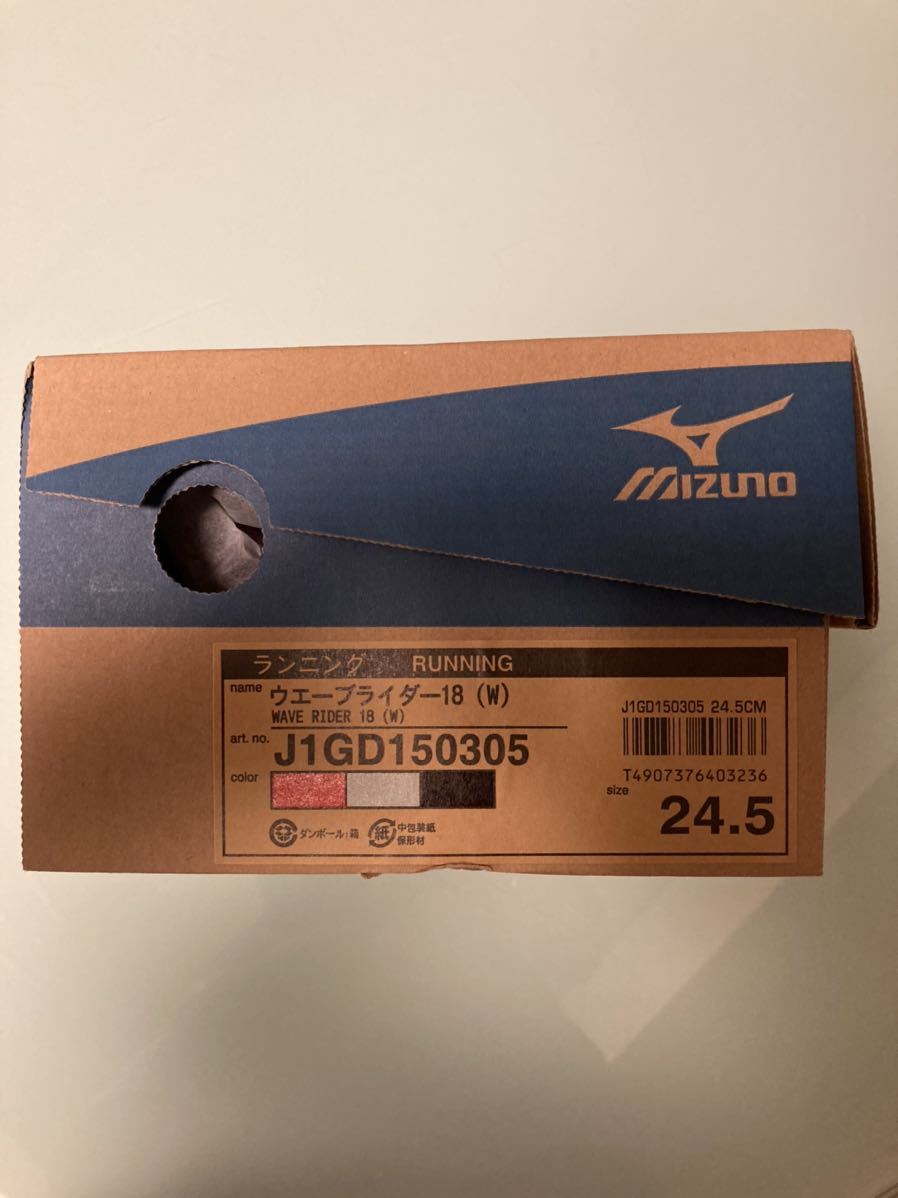 MIZUNO
ランニング RUNNING
name ウエーブライダー18 (W)
WAVE RIDER 18 (W)
art. no. J1GD150305
color
J1GD150305 24.5CM
T4907376403236
size 24.5
ダンボール:箱
紙 中包装紙
保形材